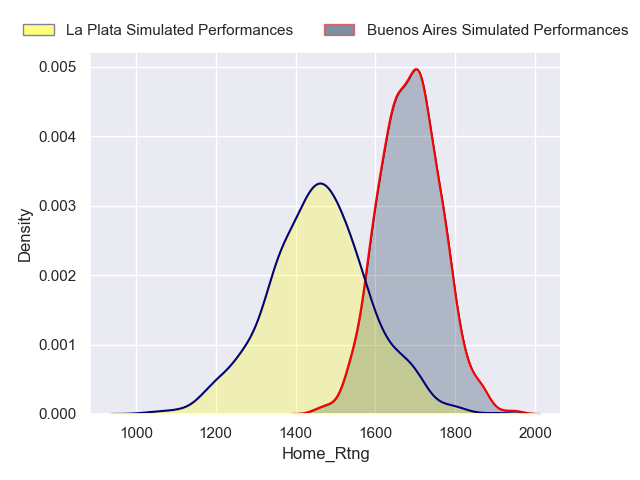 La Plata Simulated Performances
Buenos Aires Simulated Performances
0.005
0.004
0.003
0.002
0.001
0.000
Density
1000 1200 1400 1600 1800 2000
Home_Rtng